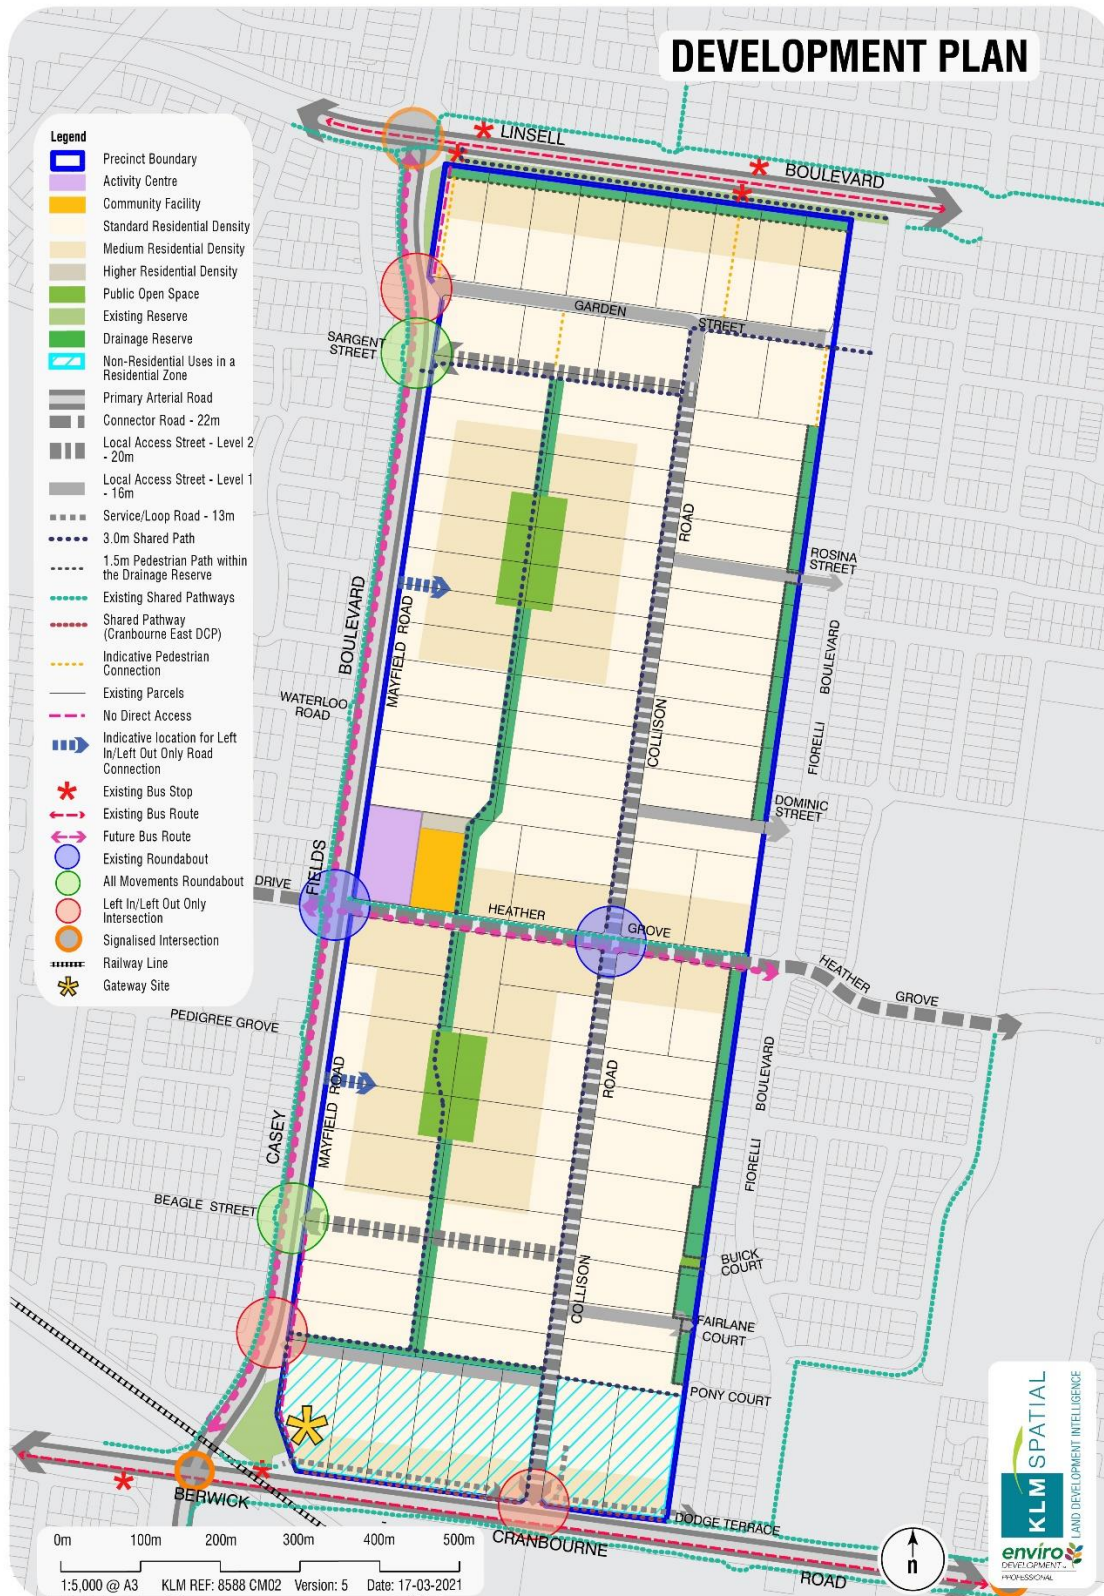 DEVELOPMENT PLAN
Legend
Precinct Boundary
Activity Centre
Community Facility
Standard Residential Density
Medium Residential Density
Higher Residential Density
Public Open Space
Existing Reserve
Drainage Reserve
Non-Residential Uses in a
Residential Zone
Primary Arterial Road
Connector Road - 22m
Local Access Street - Level 2
- 20m
Local Access Street - Level 1
- 16m
Service/Loop Road - 13m
3.0m Shared Path
1.5m Pedestrian Path within
the Drainage Reserve
Existing Shared Pathways
Shared Pathway
(Cranbourne East DCP)
Indicative Pedestrian
Connection
Existing Parcels
No Direct Access
Indicative location for Left
In/Left Out Only Road
Connection
Existing Bus Stop
Existing Bus Route
Future Bus Route
Existing Roundabout
All Movements Roundabout
Left In/Left Out Only
Intersection
Signalised Intersection
Railway Line
Gateway Site
LINSELL
BOULEVARD
GARDEN
STREET
SARGENT
STREET
ROAD
ROSINA
STREET
BOULEVARD
MAYFIELD ROAD
BOULEVARD
WATERLOO
ROAD
COLLISON
FIORELLI
DOMINIC
STREET
FIELDS
DRIVE
HEATHER
GROVE
HEATHER
GROVE
PEDIGREE GROVE
MAYFIELD ROAD
ROAD
BOULEVARD
CASEY
FIORELLI
BEAGLE STREET
BUICK
COURT
COLLISON
FAIRLANE
COURT
PONY COURT
BERWICK
DODGE TERRACE
CRANBOURNE
ROAD
0m 100m 200m 300m 400m 500m
1:5,000 @ A3 KLM REF: 8588 CM02 Version: 5 Date: 17-03-2021
n
KLM SPATIAL
LAND DEVELOPMENT INTELLIGENCE
enviro
DEVELOPMENT
PROFESSIONAL